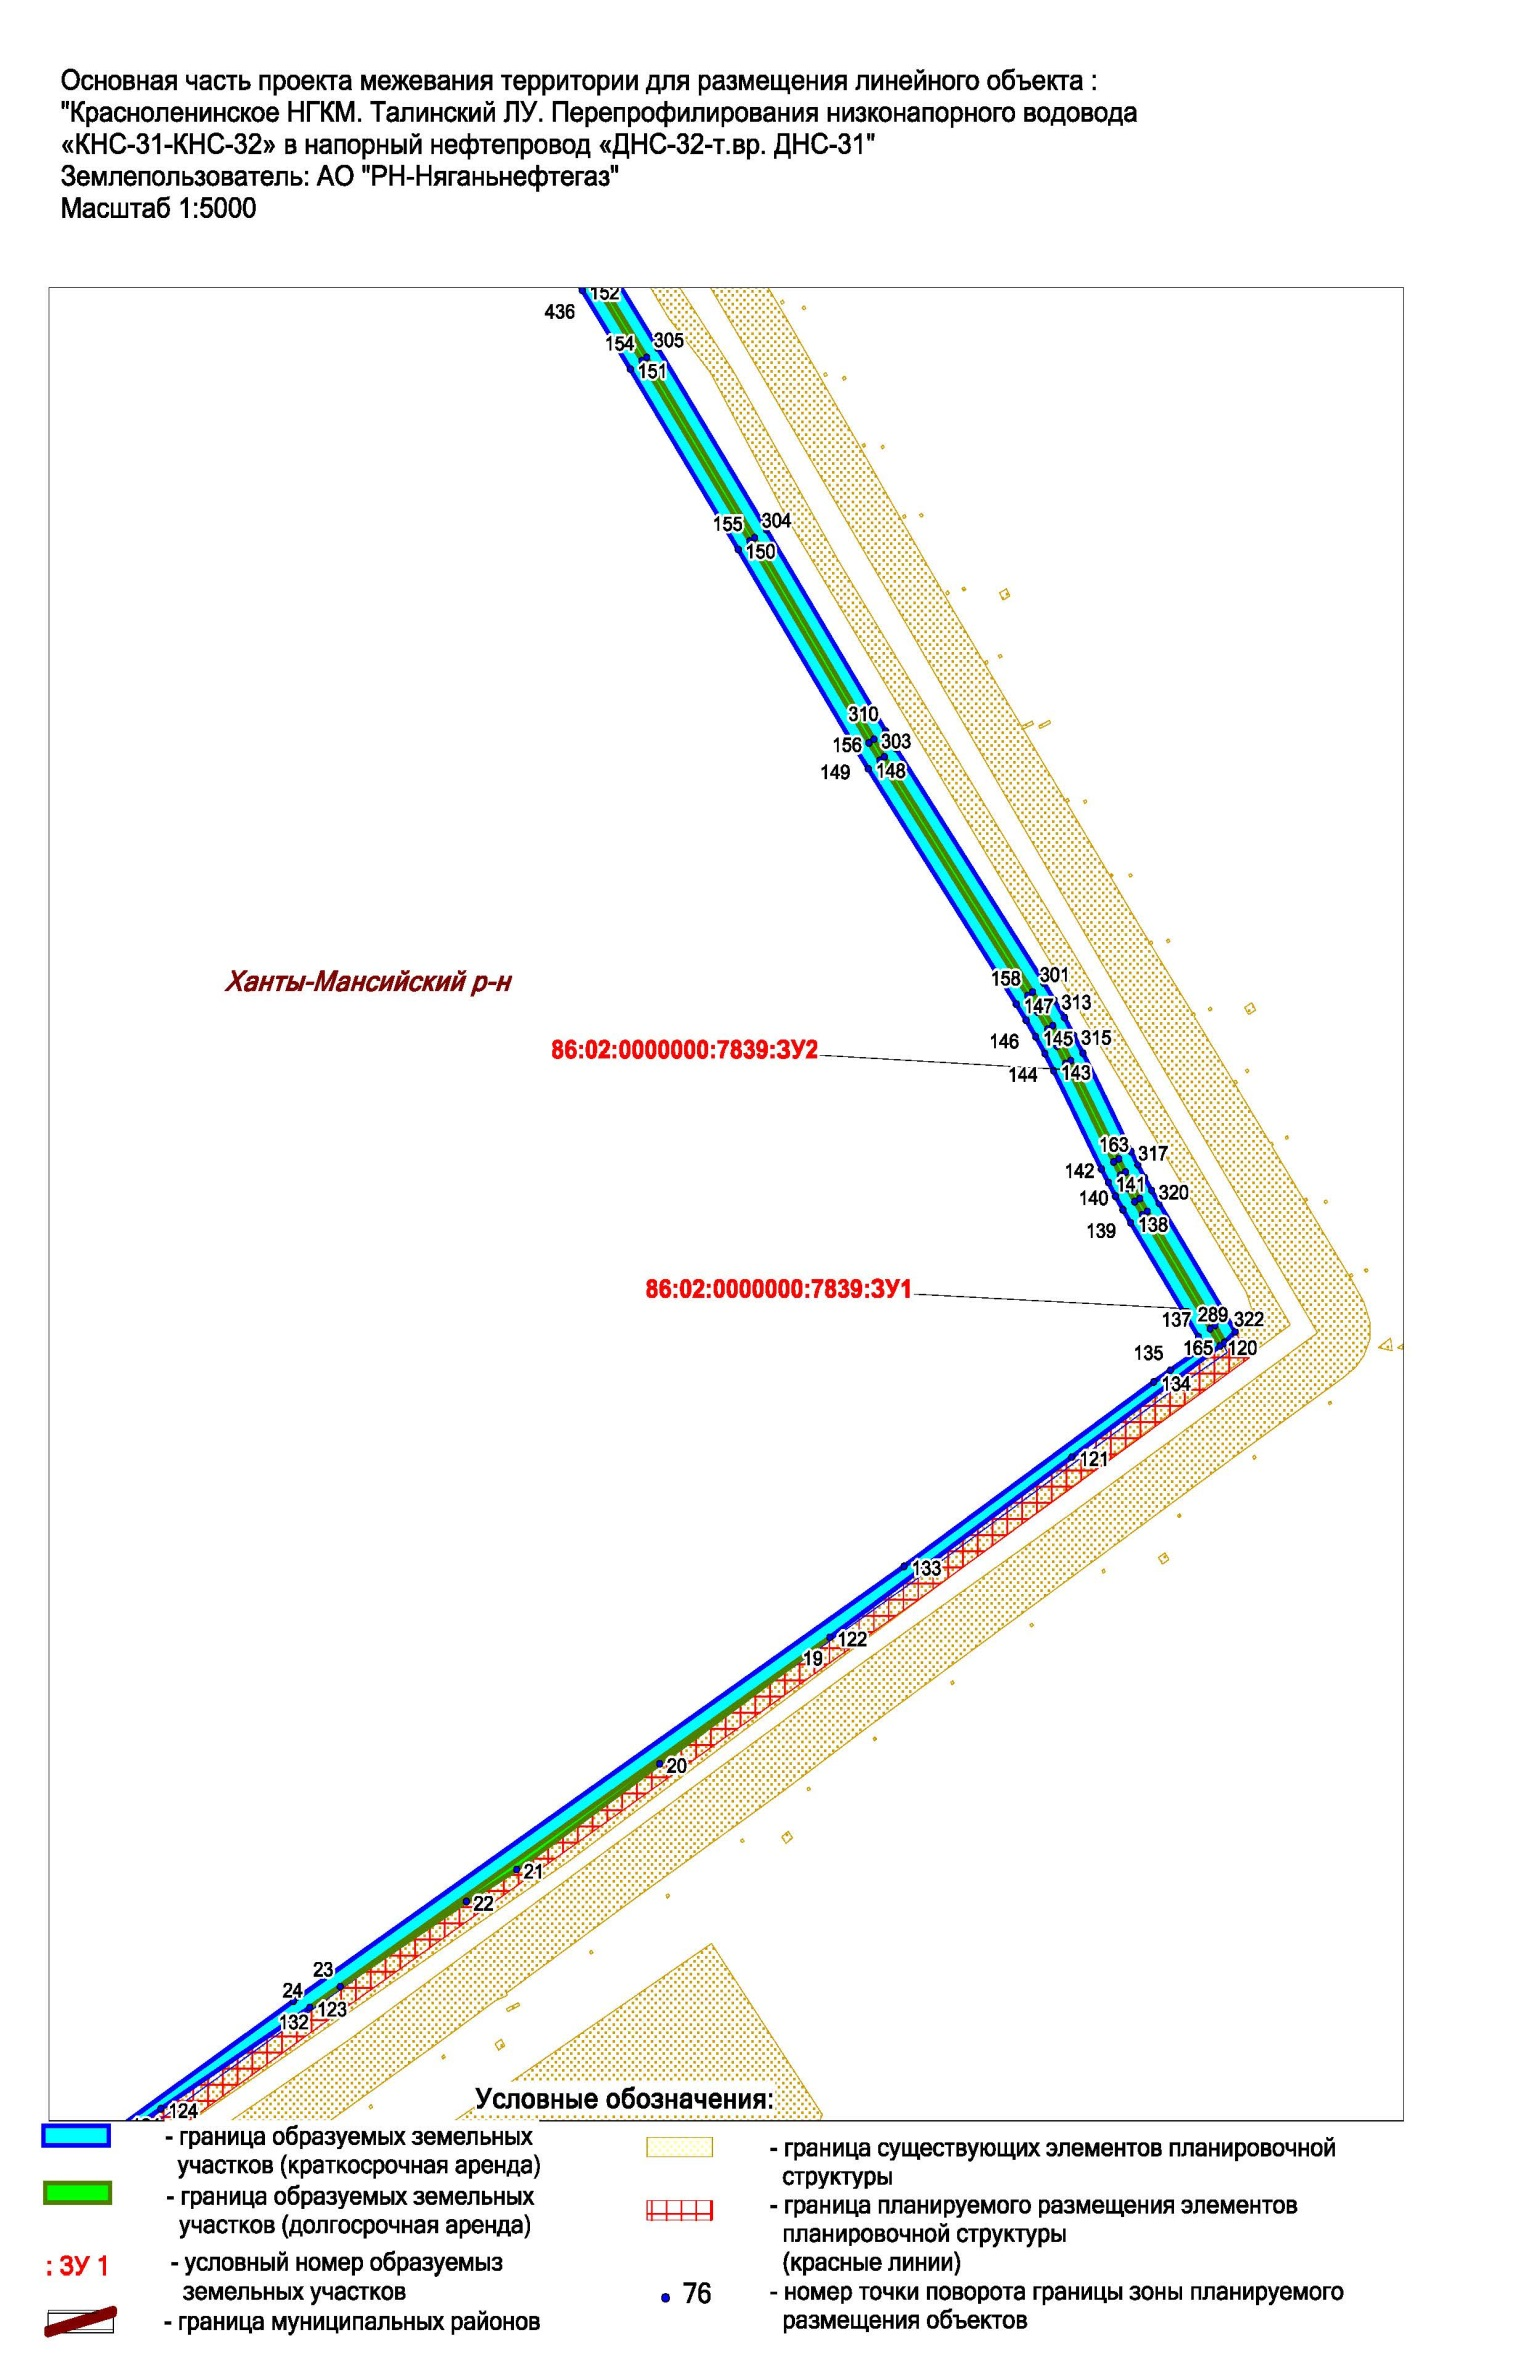 Основная часть проекта межевания территории для размещения линейного объекта :
"Красноленинское НГКМ. Талинский ЛУ. Перепрофилирования низконапорного водовода
«КНС-31-КНС-32» в напорный нефтепровод «ДНС-32-т.вр. ДНС-31"
Землепользователь: АО "РН-Няганьнефтегаз"
Масштаб 1:5000
152
436
305
154
151
304
155
150
310
303
156
149
148
301
158
147
313
146
145
315
144
143
163
317
142
141
320
140
138
139
Ханты-Мансийский р-н
86:02:0000000:7839:ЗУ2
86:02:0000000:7839:ЗУ1
137
289
322
165
120
135
134
121
133
122
19
20
21
22
23
24
123
132
124
Условные обозначения:
- граница образуемых земельных
участков (краткосрочная аренда)
- граница образуемых земельных
участков (долгосрочная аренда)
: ЗУ 1
- условный номер образуемыз
земельных участков
- граница муниципальных районов
- граница существующих элементов планировочной
структуры
- граница планируемого размещения элементов
планировочной структуры
(красные линии)
76
- номер точки поворота границы зоны планируемого
размещения объектов